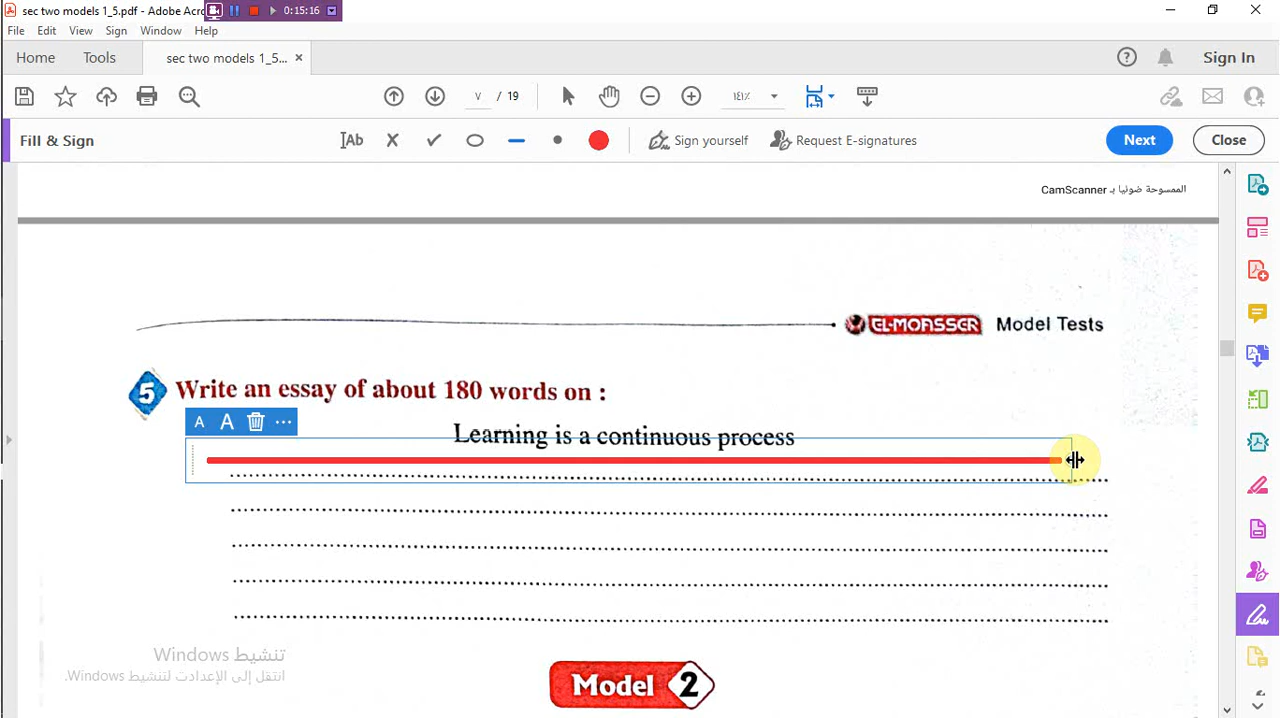 sec two models 1_5.pdf - Adobe Acr
0:15:16
File Edit View Sign Window Help
Home Tools sec two models 1_5... ×
Sign In
٧ / 19
١٤١٪
Fill & Sign
Ab
Sign yourself
Request E-signatures
Next
Close
الممسوحة ضوئيا بـ CamScanner
EL-MOASSER Model Tests
5 Write an essay of about 180 words on :
A A
Learning is a continuous process
تنشيط Windows
انتقل إلى الإعدادات لتنشيط Windows.
Model 2